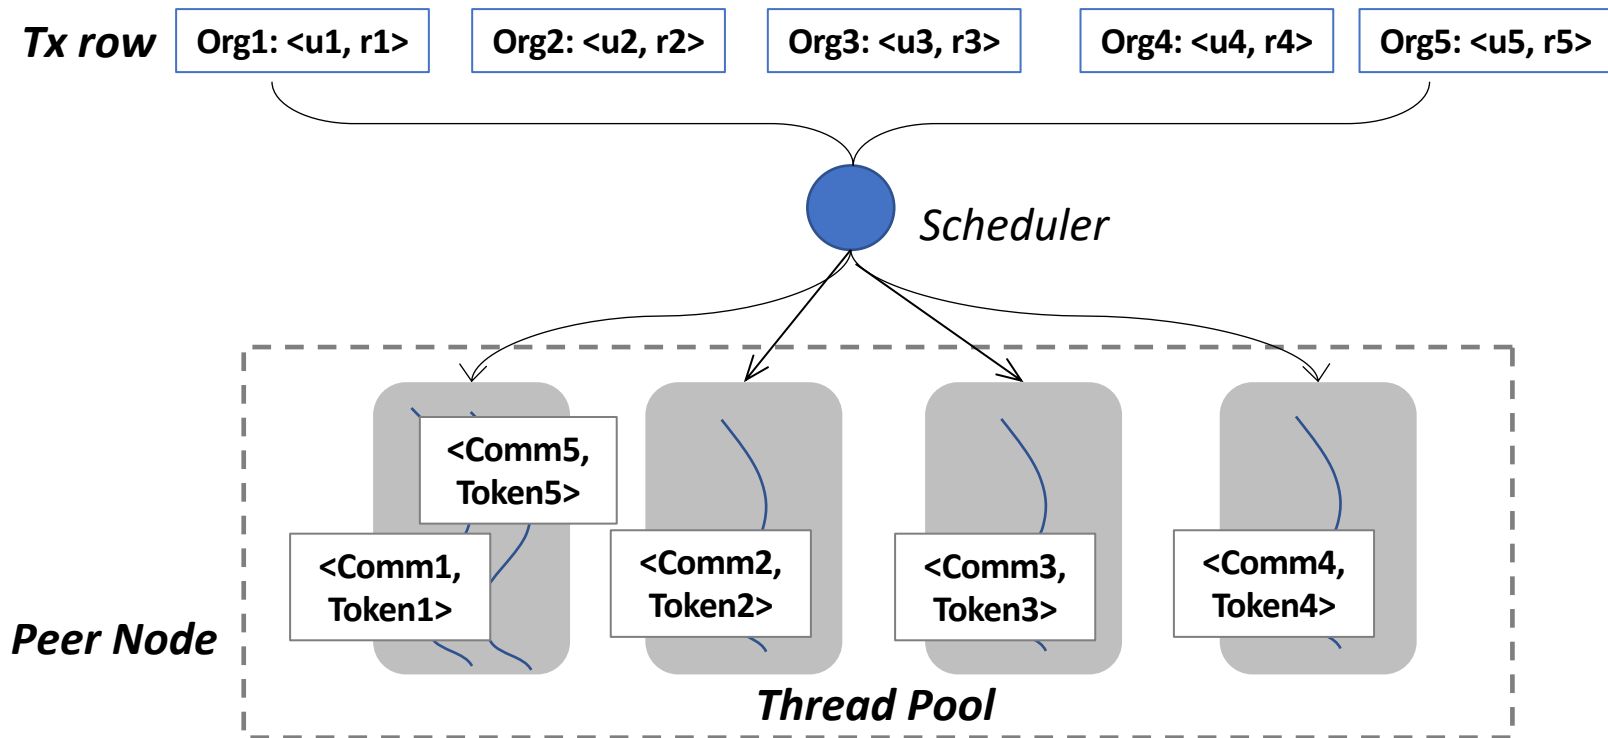 Tx row
Org1: <u1, r1>
Org2: <u2, r2>
Org3: <u3, r3>
Org4: <u4, r4>
Org5: <u5, r5>
Scheduler
<Comm5,
Token5>
<Comm1,
Token1>
<Comm2,
Token2>
<Comm3,
Token3>
<Comm4,
Token4>
Peer Node
Thread Pool